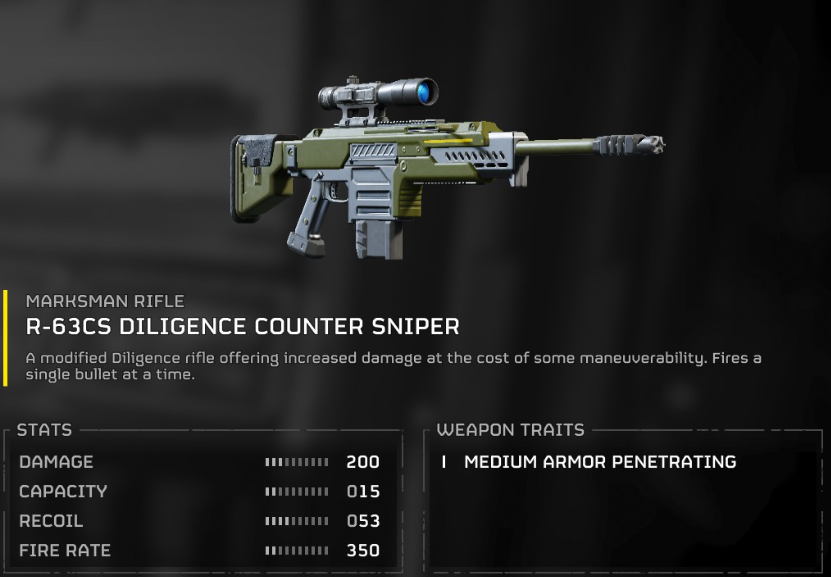 MARKSMAN RIFLE
R-63CS DILIGENCE COUNTER SNIPER
A modified Diligence rifle offering increased damage at the cost of some maneuverability. Fires a
single bullet at a time.
STATS
DAMAGE 200
CAPACITY 015
RECOIL 053
FIRE RATE 350
WEAPON TRAITS
I MEDIUM ARMOR PENETRATING